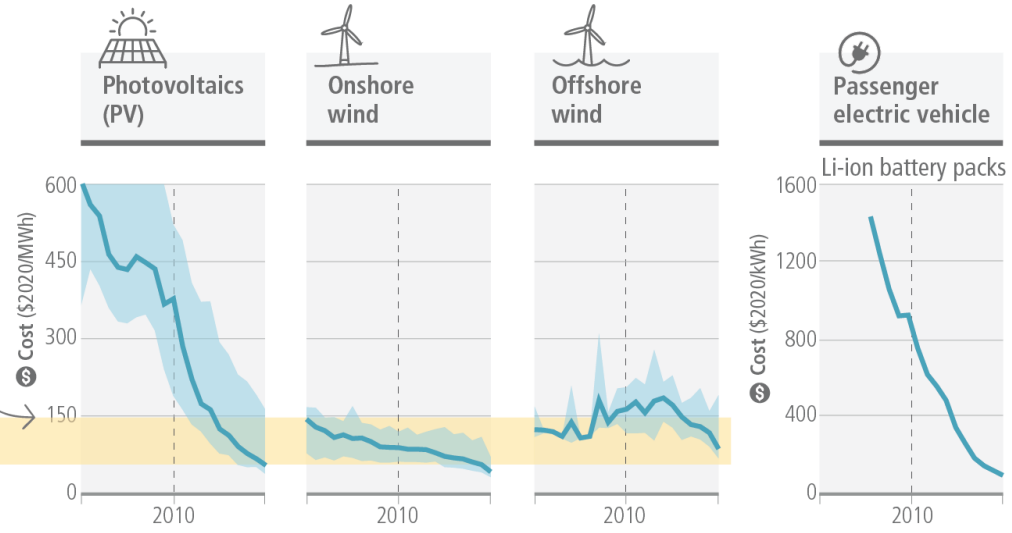 Photovoltaics
(PV)
Onshore
wind
Offshore
wind
Passenger
electric vehicle
Li-ion battery packs
$ Cost ($2020/MWh)
600
450
300
150
0
2010
2010
2010
$ Cost ($2020/kWh)
1600
1200
800
400
0
2010